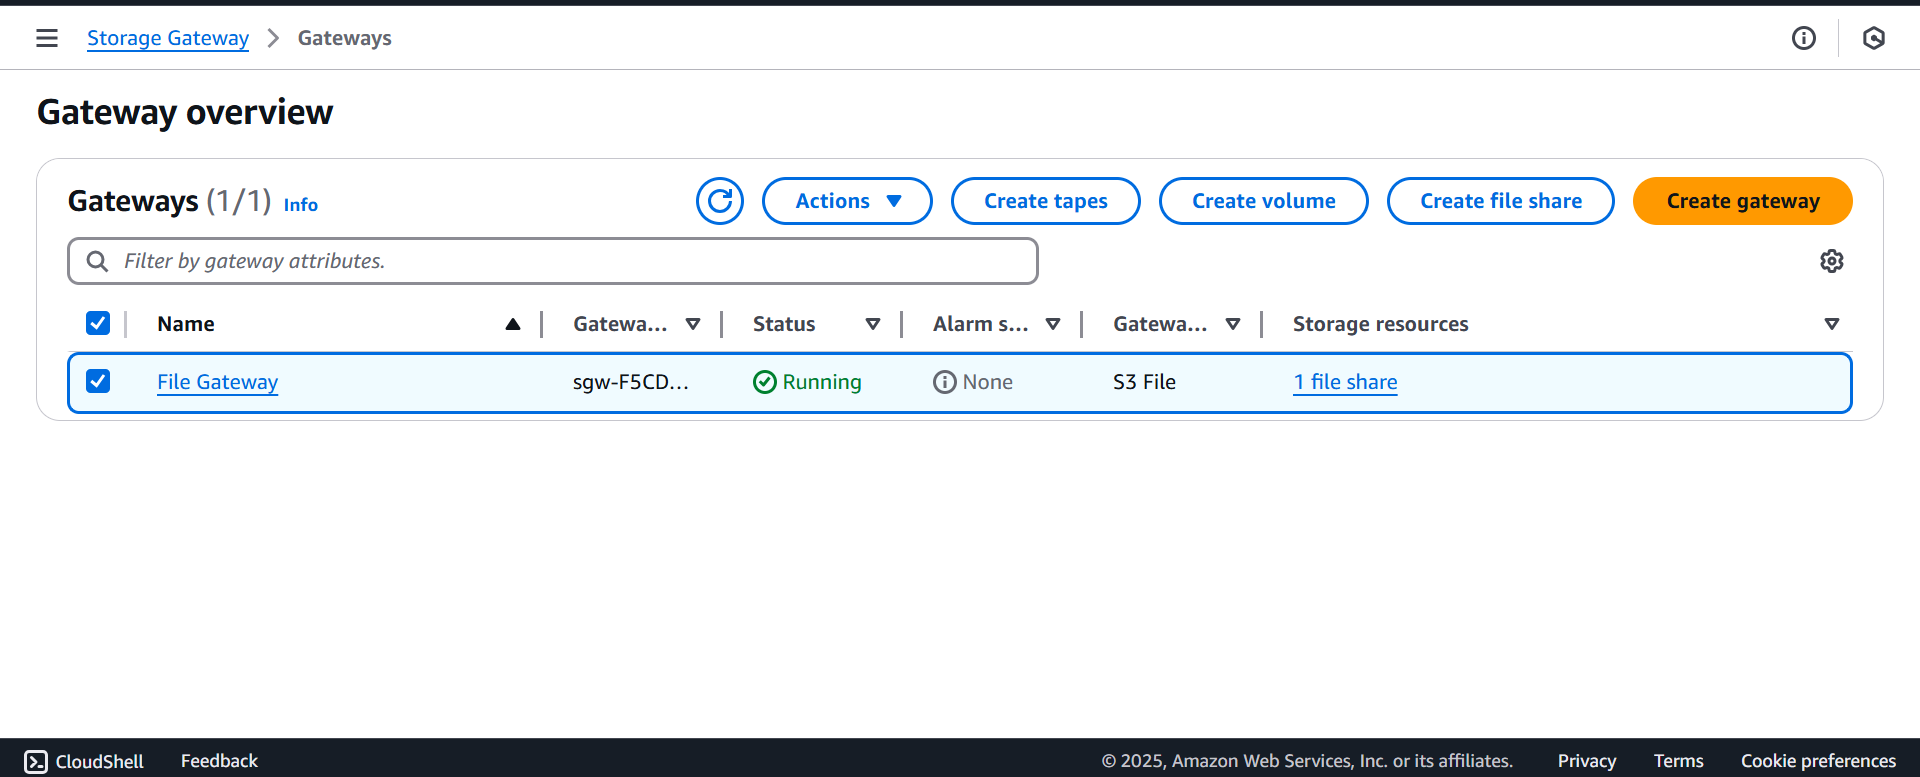 Storage Gateway > Gateways
Gateway overview
Gateways (1/1) Info
Actions
Create tapes
Create volume
Create file share
Create gateway
Filter by gateway attributes.
Name Gatewa... Status Alarm s... Gatewa... Storage resources
File Gateway sgw-F5CD... Running None S3 File 1 file share
CloudShell Feedback © 2025, Amazon Web Services, Inc. or its affiliates. Privacy Terms Cookie preferences